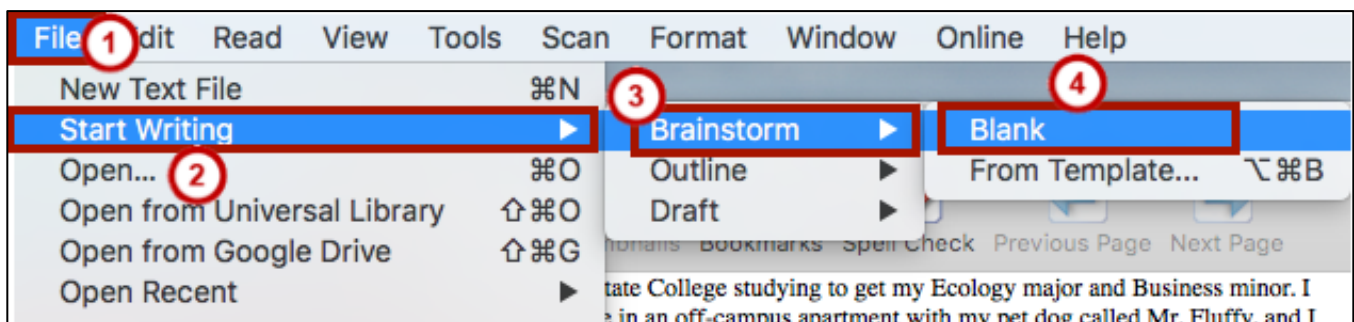 File 1 dit Read View Tools Scan Format Window Online Help
New Text File ⌘N 3 4
Start Writing ▶ Brainstorm ▶ Blank
Open... 2 ⌘O Outline ▶ From Template... ⌥⌘B
Open from Universal Library ⇧⌘O Draft ▶
Open from Google Drive ⇧⌘G Bookmarks Spell Check Previous Page Next Page
Open Recent ▶ tate College studying to get my Ecology major and Business minor. I
in an off-campus apartment with my pet dog called Mr. Fluffy, and I